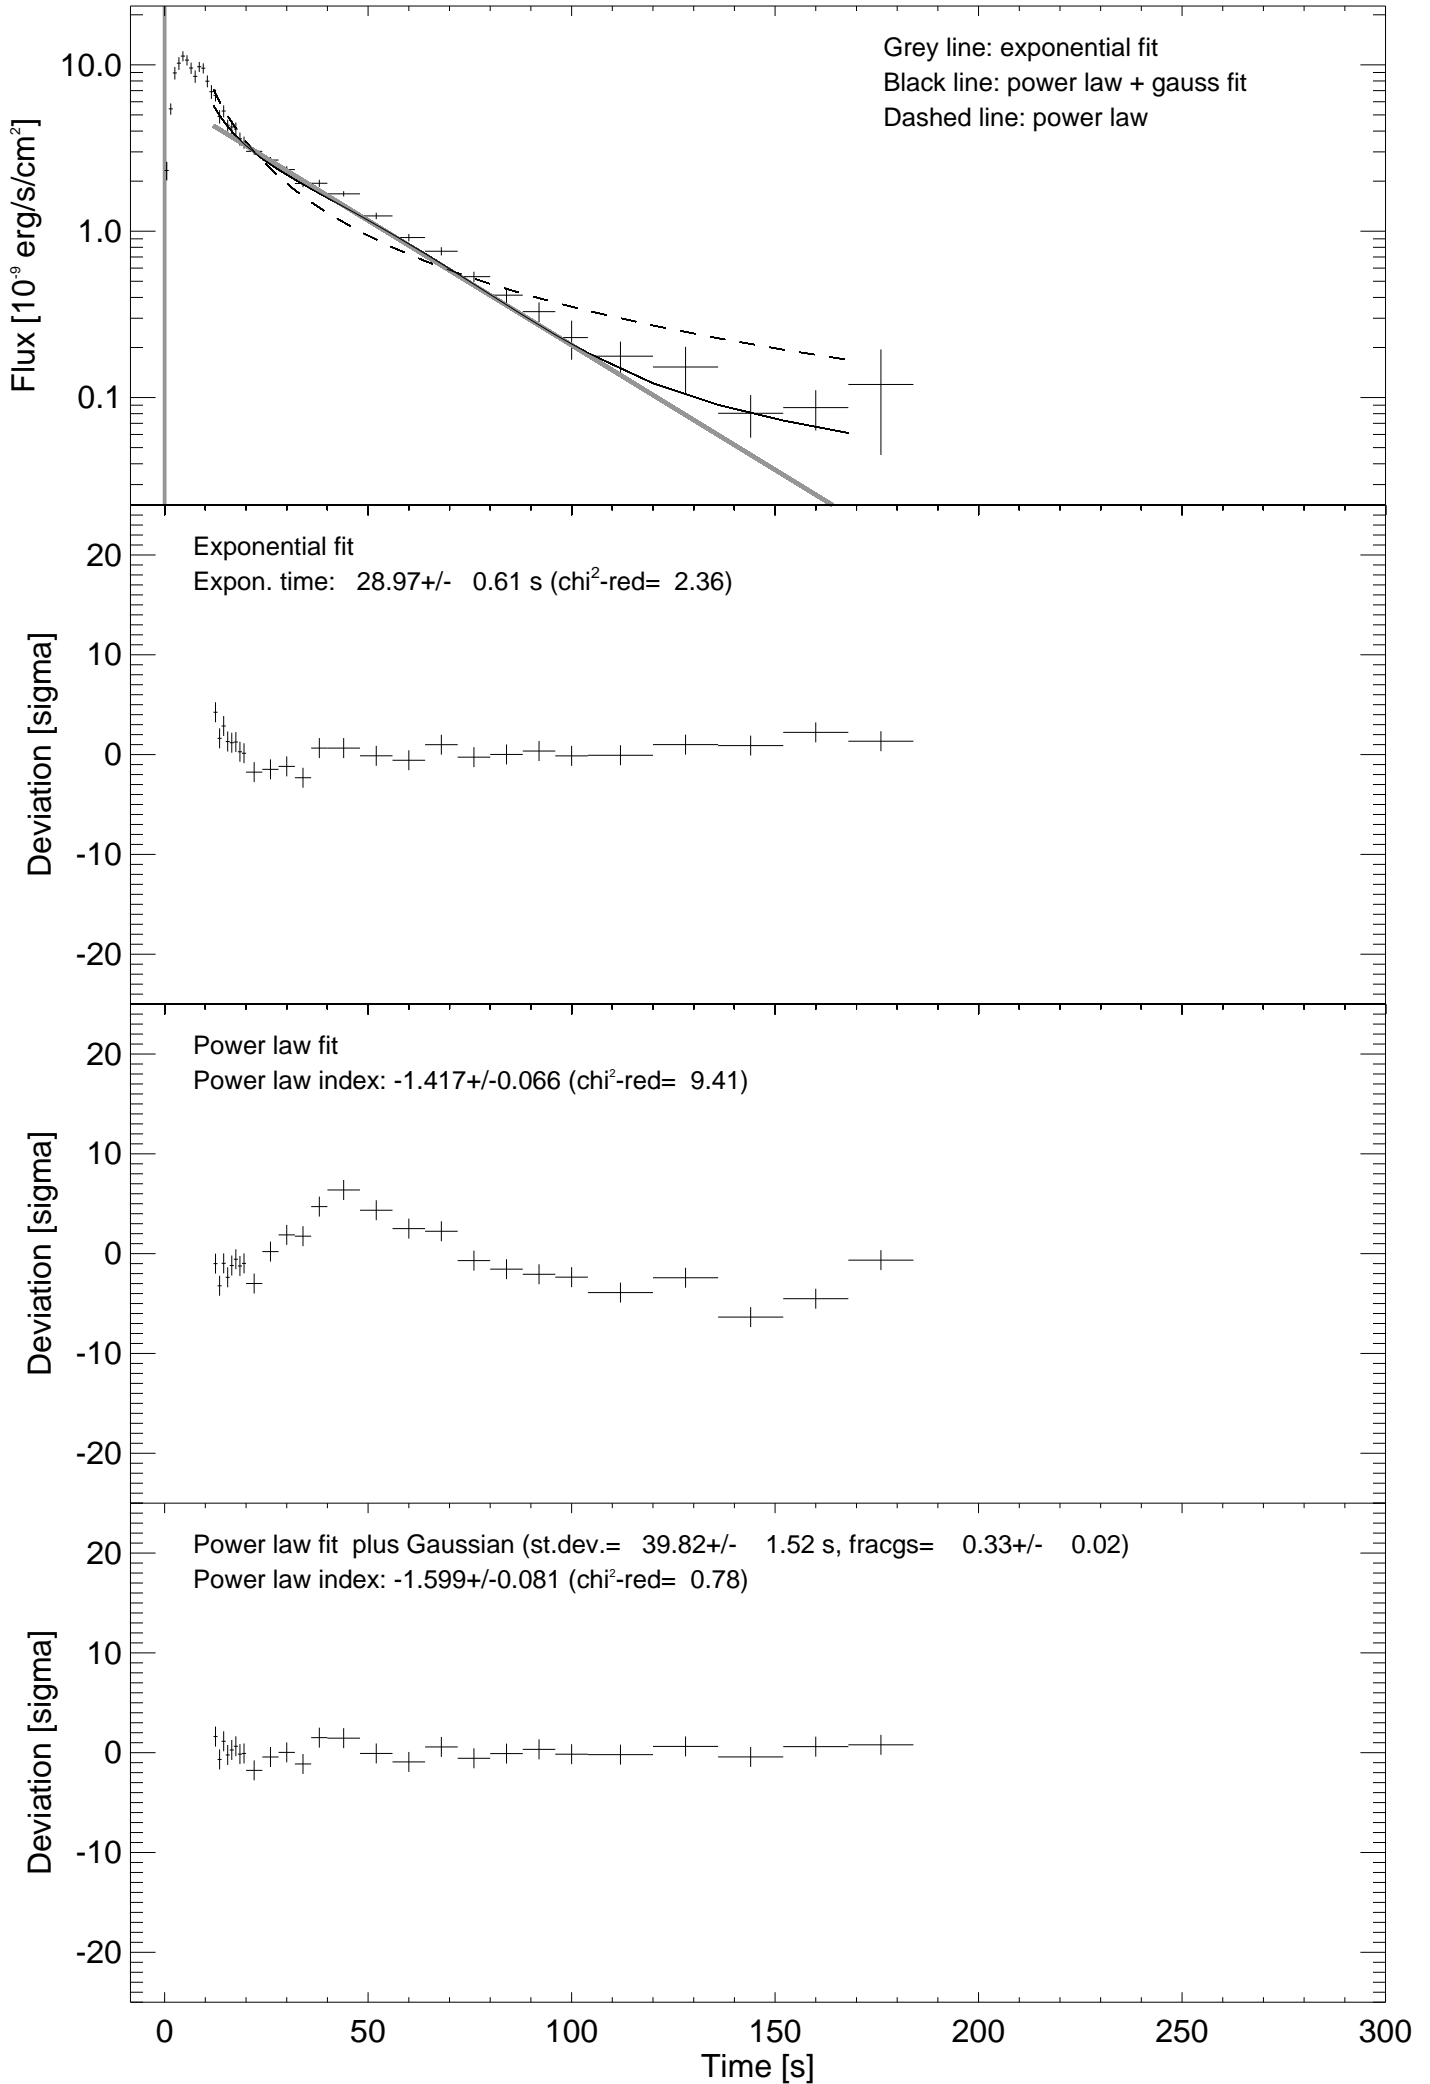 Grey line: exponential fit
Black line: power law + gauss fit
Dashed line: power law
10.0
1.0
0.1
Flux [10⁻⁹ erg/s/cm²]
Exponential fit
Expon. time:   28.97+/-   0.61 s (chi²-red=  2.36)
20
10
0
-10
-20
Deviation [sigma]
Power law fit
Power law index: -1.417+/-0.066 (chi²-red=  9.41)
20
10
0
-10
-20
Deviation [sigma]
Power law fit  plus Gaussian (st.dev.=   39.82+/-    1.52 s, fracgs=    0.33+/-    0.02)
Power law index: -1.599+/-0.081 (chi²-red=  0.78)
20
10
0
-10
-20
Deviation [sigma]
0 50 100 150 200 250 300
Time [s]